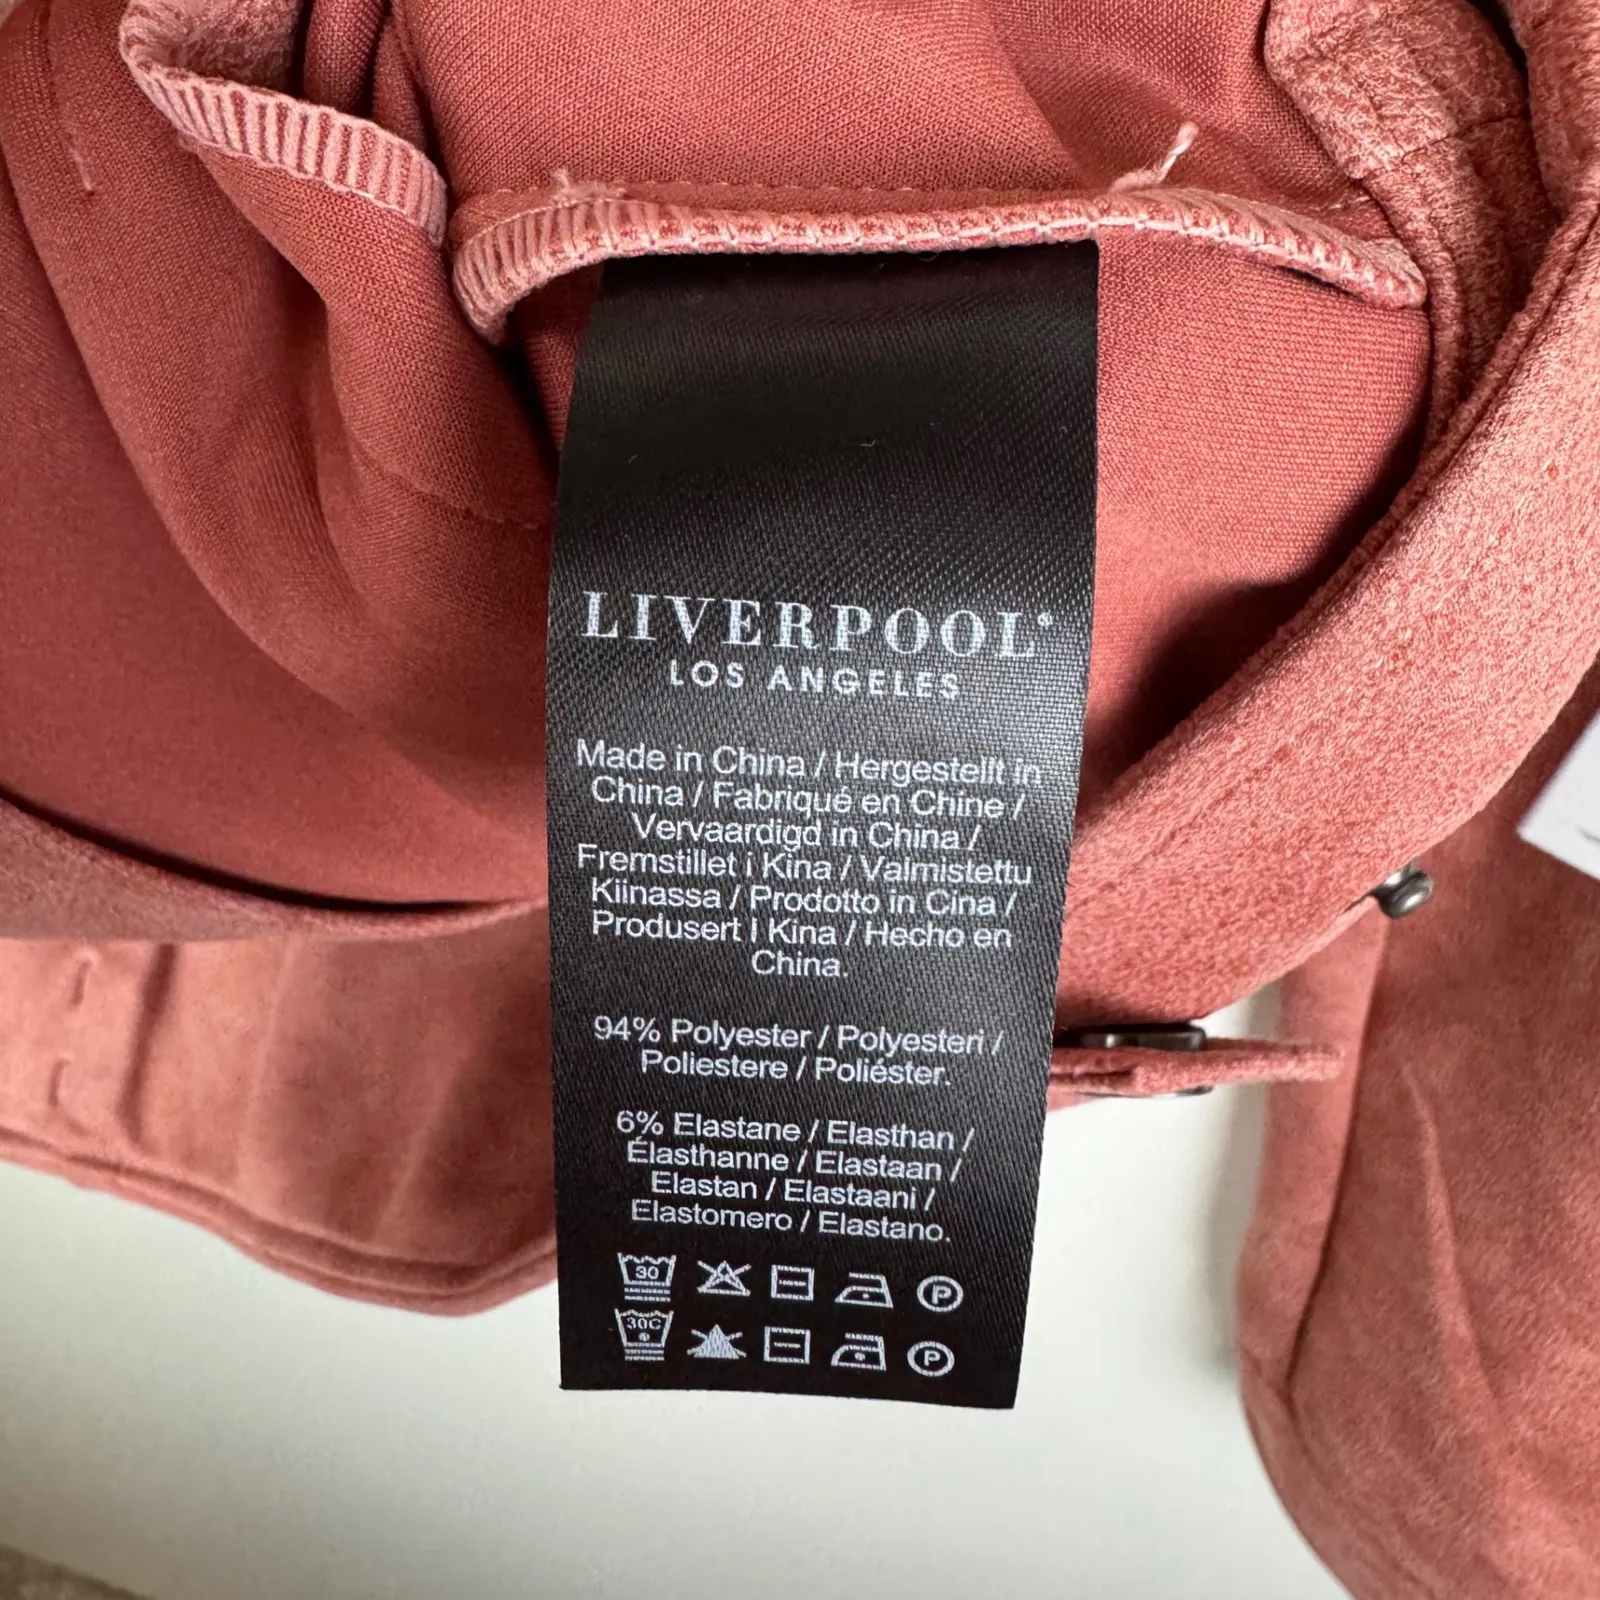 LIVERPOOL®
LOS ANGELES
Made in China / Hergestellt in
China / Fabriqué en Chine /
Vervaardigd in China /
Fremstillet i Kina / Valmistettu
Kiinassa / Prodotto in Cina /
Produsert I Kina / Hecho en
China.
94% Polyester / Polyesteri /
Poliestere / Poliéster.
6% Elastane / Elasthan /
Élasthanne / Elastaan /
Elastan / Elastaani /
Elastomero / Elastano.
30 P
30C P